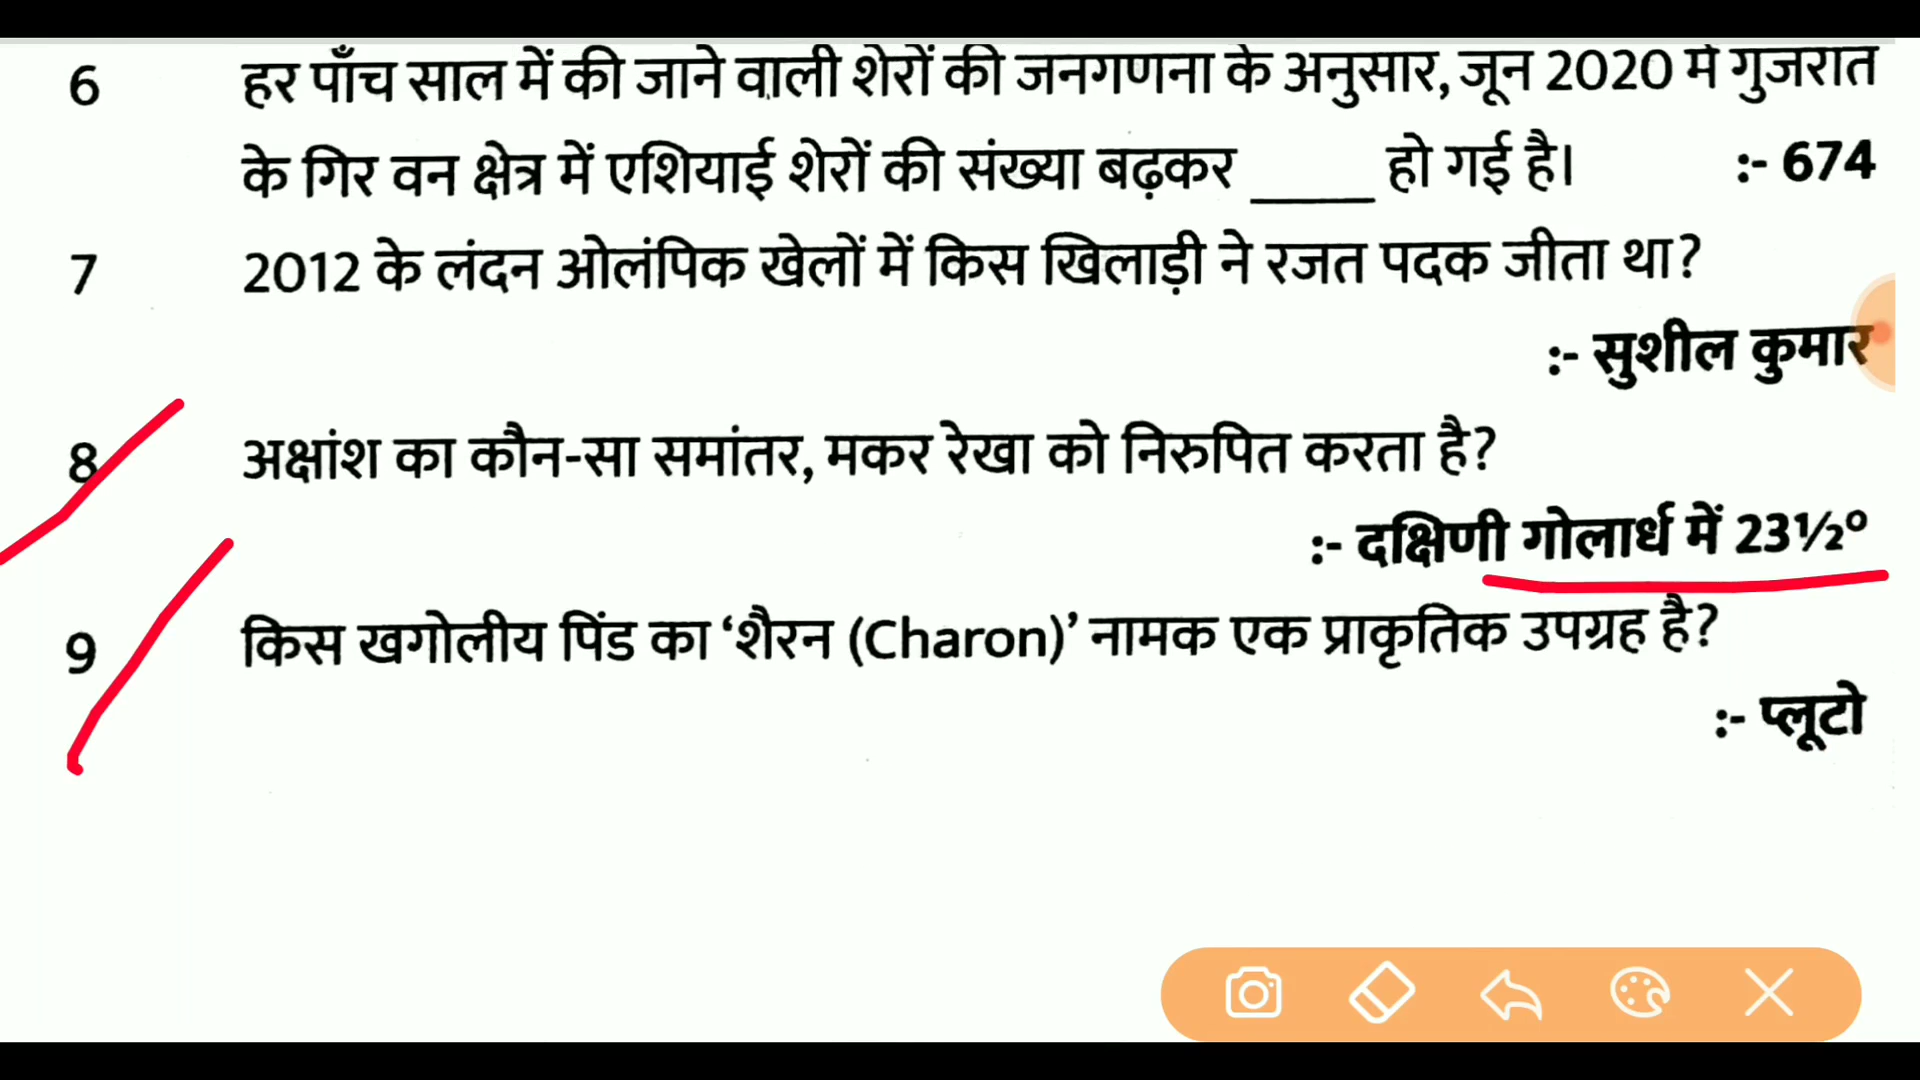 6 हर पाँच साल में की जाने वाली शेरों की जनगणना के अनुसार, जून 2020 में गुजरात
के गिर वन क्षेत्र में एशियाई शेरों की संख्या बढ़कर _____ हो गई है। :- 674
7 2012 के लंदन ओलंपिक खेलों में किस खिलाड़ी ने रजत पदक जीता था?
:- सुशील कुमार
8 अक्षांश का कौन-सा समांतर, मकर रेखा को निरुपित करता है?
:- दक्षिणी गोलार्ध में 23½º
9 किस खगोलीय पिंड का ‘शैरन (Charon)’ नामक एक प्राकृतिक उपग्रह है?
:- प्लूटो